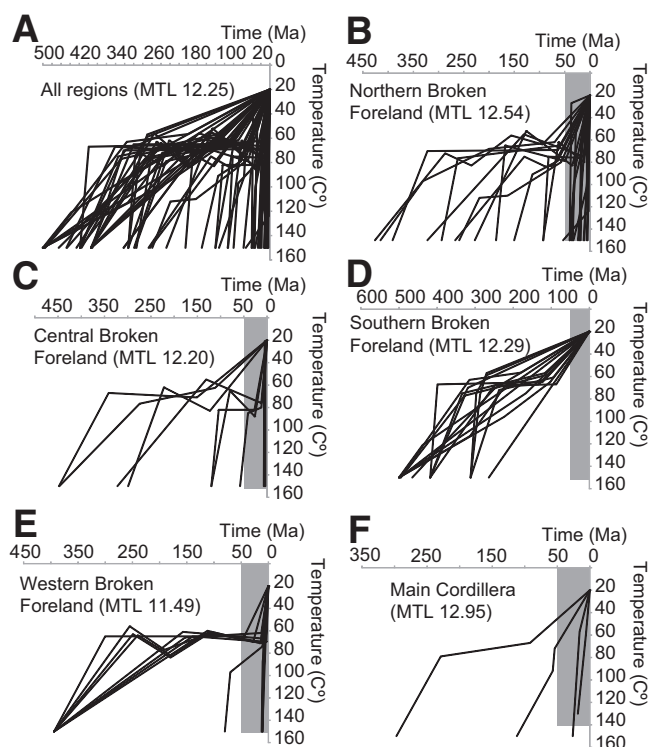 A
Time (Ma)
500 420 340 260 180 100 20
0
20
40
60
80
100
120
140
160
Temperature (Cº)
All regions (MTL 12.25)
B
Time (Ma)
450 350 250 150 50 0
20
40
60
80
100
120
140
160
Temperature (Cº)
Northern Broken
Foreland (MTL 12.54)
C
Time (Ma)
450 350 250 150 50 0
20
40
60
80
100
120
140
160
Temperature (Cº)
Central Broken
Foreland (MTL 12.20)
D
Time (Ma)
600 500 400 300 200 100 0
20
40
60
80
100
120
140
160
Temperature (Cº)
Southern Broken
Foreland (MTL 12.29)
E
Time (Ma)
450 350 250 150 50 0
20
40
60
80
100
120
140
160
Temperature (Cº)
Western Broken
Foreland (MTL 11.49)
F
Time (Ma)
350 250 150 50 0
20
40
60
80
100
120
140
160
Temperature (Cº)
Main Cordillera
(MTL 12.95)